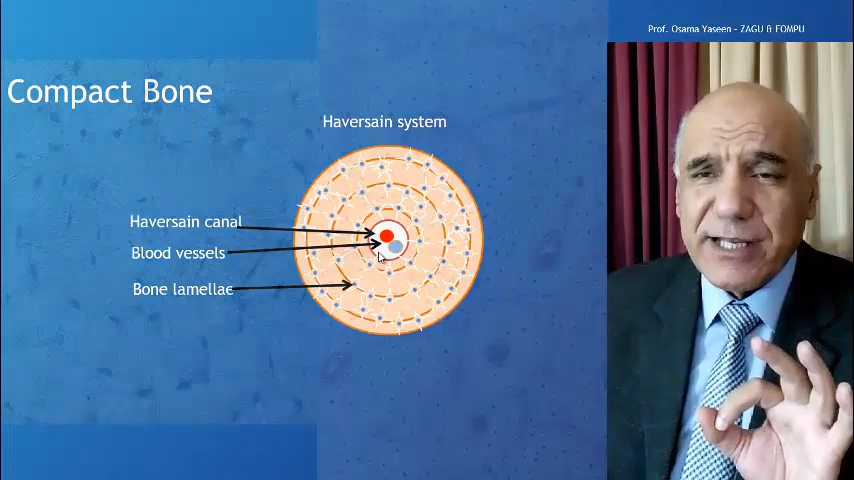 Prof. Osama Yaseen - ZAGU & FOMPU
Compact Bone
Haversain system
Haversain canal
Blood vessels
Bone lamellae